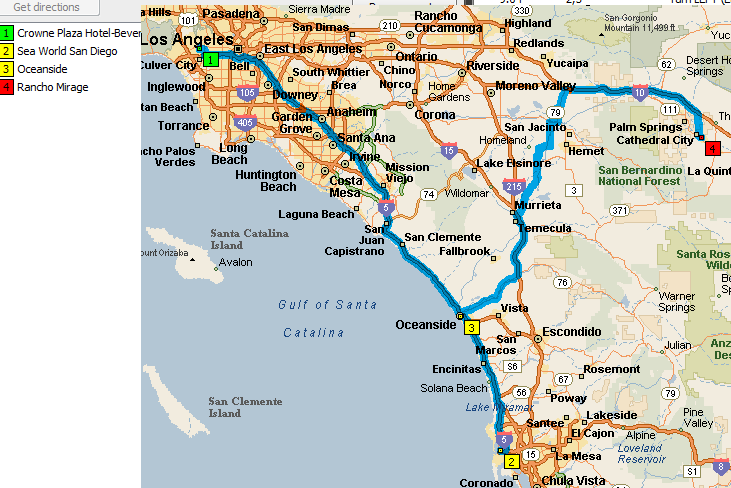 Get directions
1 Crowne Plaza Hotel-Bever
2 Sea World San Diego
3 Oceanside
4 Rancho Mirage
a Hills
101
Pasadena
Sierra Madre
San Dimas
210
Rancho
Cucamonga
330
Highland
San Gorgonio
Mountain 11,499 ft
Los Angeles
East Los Angeles
Ontario
Redlands
Yucaipa
Culver City
1
Bell
South Whittier
Chino
Riverside
62
Desert H
Springs
Inglewood
105
Downey
Brea
Norco
Home
Gardens
Moreno Valley
10
tan Beach
Anaheim
Corona
79
111
Torrance
405
Garden
Grove
Santa Ana
San Jacinto
Palm Springs
Cathedral City
4
cho Palos
Verdes
Long
Beach
Irvine
15
Homeland
Hemet
La Quint
Huntington
Beach
Costa
Mesa
Mission
Viejo
Lake Elsinore
San Bernardino
National Forest
74
Wildomar
215
3
Laguna Beach
5
Murrieta
371
San
Juan
Capistrano
Temecula
San Clemente
Fallbrook
Santa Catalina
Island
ount Orizaba
Avalon
Santa Ros
Wilde
76
Gulf of Santa
Catalina
Warner
Springs
Vista
Oceanside
3
San
Marcos
Escondido
Julian
Anz
Des
Encinitas
S6
Rosemont
Solana Beach
67
79
San Clemente
Island
56
Poway
Lake Miramar
Lakeside
Pine
Valley
5
Santee
El Cajon
Alpine
2
15
La Mesa
Loveland
Reservoir
S1
8
Coronado
Chula Vista